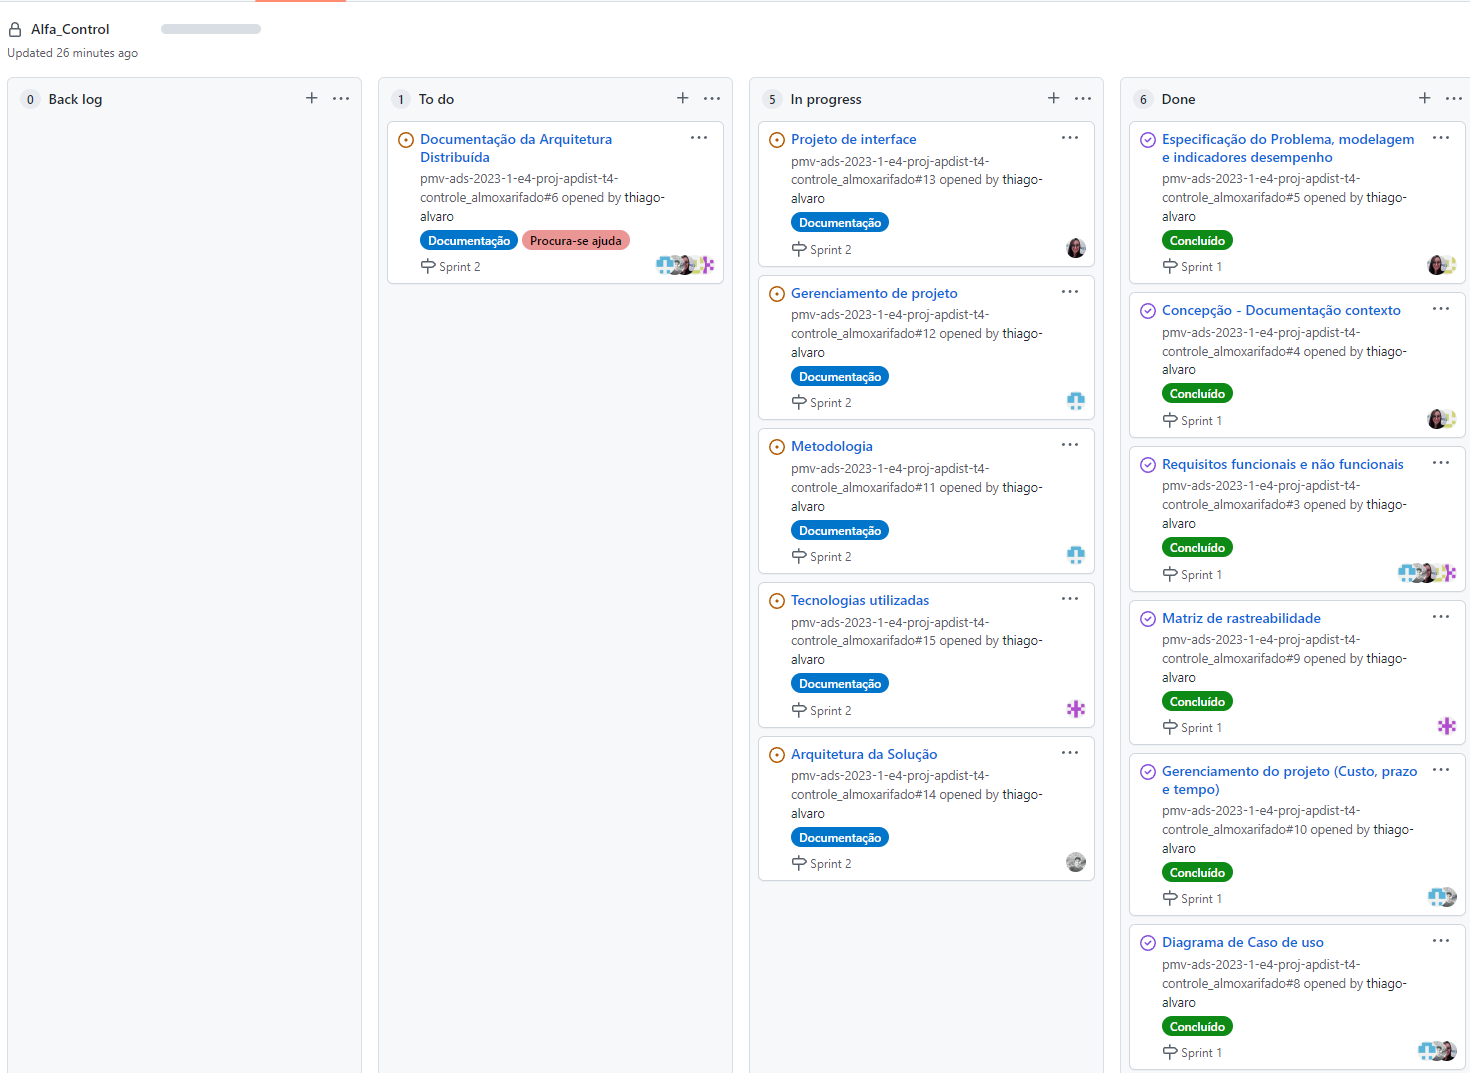 Alfa_Control
Updated 26 minutes ago
0 Back log
1 To do
Documentação da Arquitetura
Distribuída
pmv-ads-2023-1-e4-proj-apdist-t4-
controle_almoxarifado#6 opened by thiago-
alvaro
Documentação Procura-se ajuda
Sprint 2
5 In progress
Projeto de interface
pmv-ads-2023-1-e4-proj-apdist-t4-
controle_almoxarifado#13 opened by thiago-
alvaro
Documentação
Sprint 2
Gerenciamento de projeto
pmv-ads-2023-1-e4-proj-apdist-t4-
controle_almoxarifado#12 opened by thiago-
alvaro
Documentação
Sprint 2
Metodologia
pmv-ads-2023-1-e4-proj-apdist-t4-
controle_almoxarifado#11 opened by thiago-
alvaro
Documentação
Sprint 2
Tecnologias utilizadas
pmv-ads-2023-1-e4-proj-apdist-t4-
controle_almoxarifado#15 opened by thiago-
alvaro
Documentação
Sprint 2
Arquitetura da Solução
pmv-ads-2023-1-e4-proj-apdist-t4-
controle_almoxarifado#14 opened by thiago-
alvaro
Documentação
Sprint 2
6 Done
Especificação do Problema, modelagem
e indicadores desempenho
pmv-ads-2023-1-e4-proj-apdist-t4-
controle_almoxarifado#5 opened by thiago-
alvaro
Concluído
Sprint 1
Concepção - Documentação contexto
pmv-ads-2023-1-e4-proj-apdist-t4-
controle_almoxarifado#4 opened by thiago-
alvaro
Concluído
Sprint 1
Requisitos funcionais e não funcionais
pmv-ads-2023-1-e4-proj-apdist-t4-
controle_almoxarifado#3 opened by thiago-
alvaro
Concluído
Sprint 1
Matriz de rastreabilidade
pmv-ads-2023-1-e4-proj-apdist-t4-
controle_almoxarifado#9 opened by thiago-
alvaro
Concluído
Sprint 1
Gerenciamento do projeto (Custo, prazo
e tempo)
pmv-ads-2023-1-e4-proj-apdist-t4-
controle_almoxarifado#10 opened by thiago-
alvaro
Concluído
Sprint 1
Diagrama de Caso de uso
pmv-ads-2023-1-e4-proj-apdist-t4-
controle_almoxarifado#8 opened by thiago-
alvaro
Concluído
Sprint 1